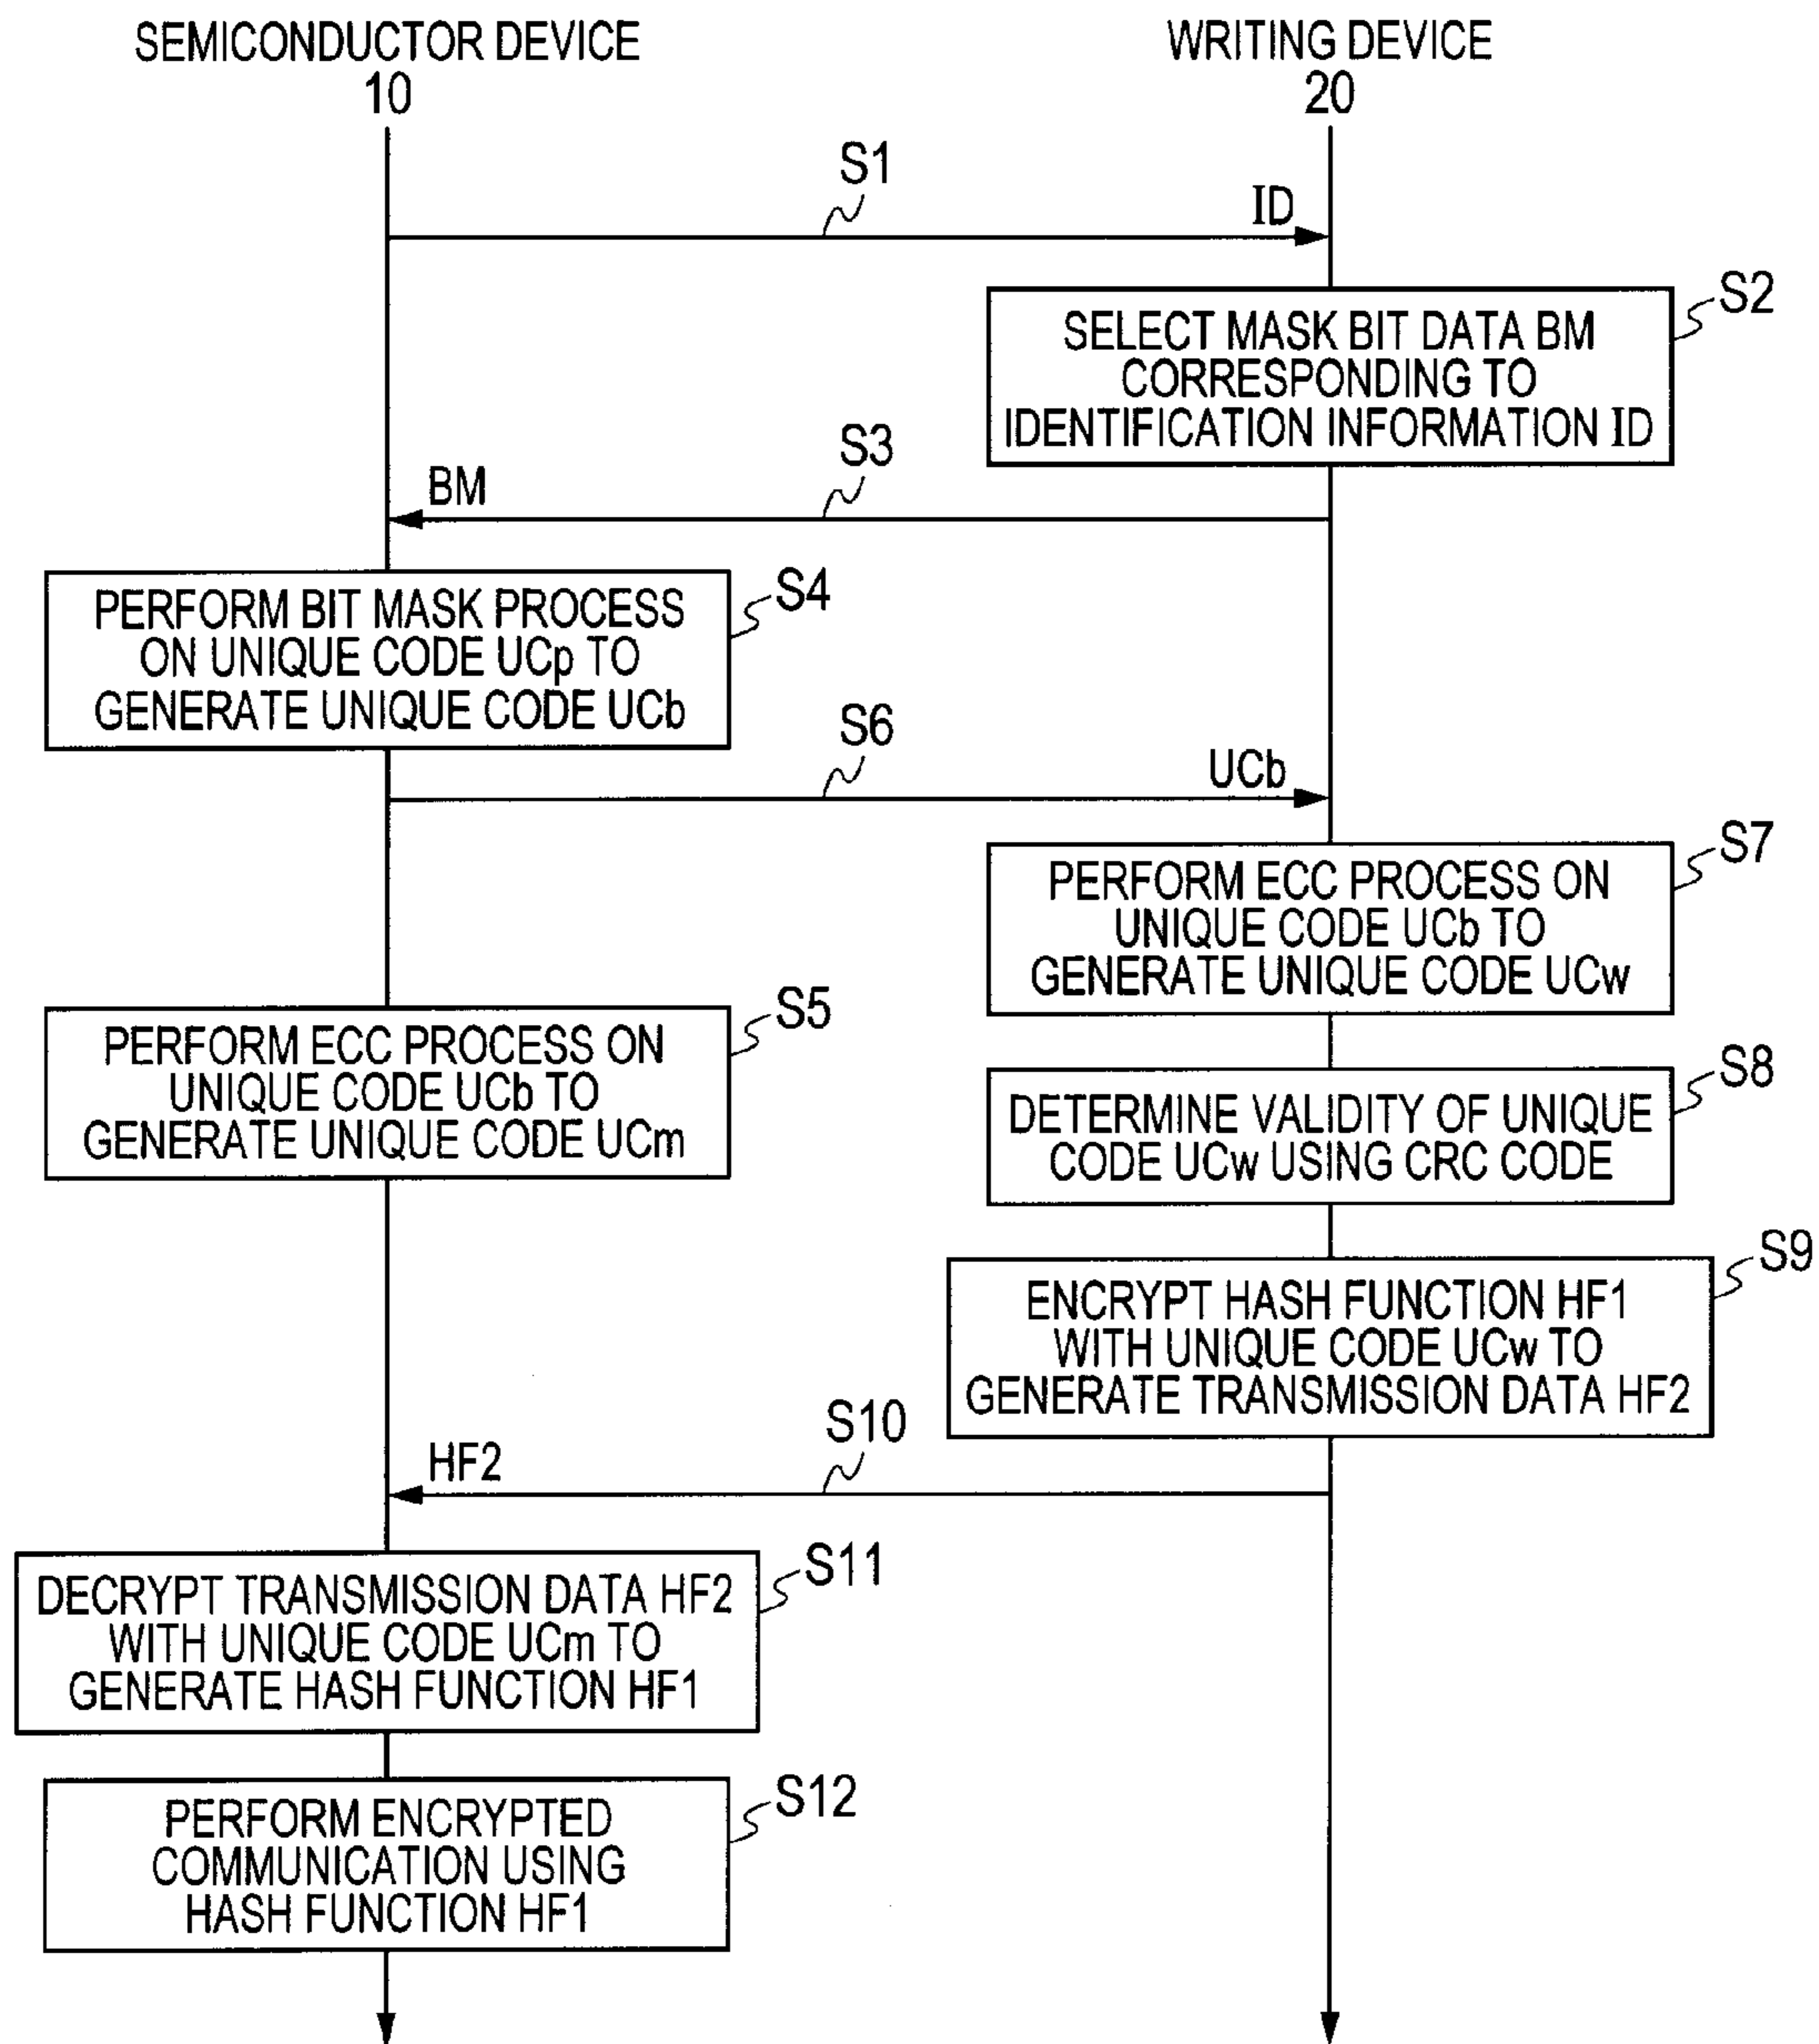 SEMICONDUCTOR DEVICE
10
WRITING DEVICE
20
S1
ID
S2
SELECT MASK BIT DATA BM
CORRESPONDING TO
IDENTIFICATION INFORMATION ID
S3
BM
S4
PERFORM BIT MASK PROCESS
ON UNIQUE CODE UCp TO
GENERATE UNIQUE CODE UCb
S6
UCb
S7
PERFORM ECC PROCESS ON
UNIQUE CODE UCb TO
GENERATE UNIQUE CODE UCw
S5
PERFORM ECC PROCESS ON
UNIQUE CODE UCb TO
GENERATE UNIQUE CODE UCm
S8
DETERMINE VALIDITY OF UNIQUE
CODE UCw USING CRC CODE
S9
ENCRYPT HASH FUNCTION HF1
WITH UNIQUE CODE UCw TO
GENERATE TRANSMISSION DATA HF2
S10
HF2
S11
DECRYPT TRANSMISSION DATA HF2
WITH UNIQUE CODE UCm TO
GENERATE HASH FUNCTION HF1
S12
PERFORM ENCRYPTED
COMMUNICATION USING
HASH FUNCTION HF1